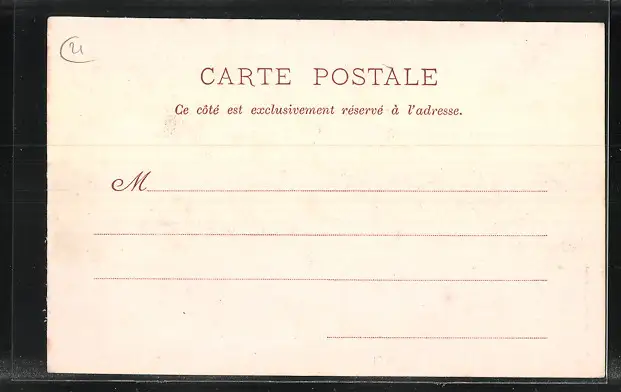 21
CARTE POSTALE
Ce côté est exclusivement réservé à l'adresse.
M